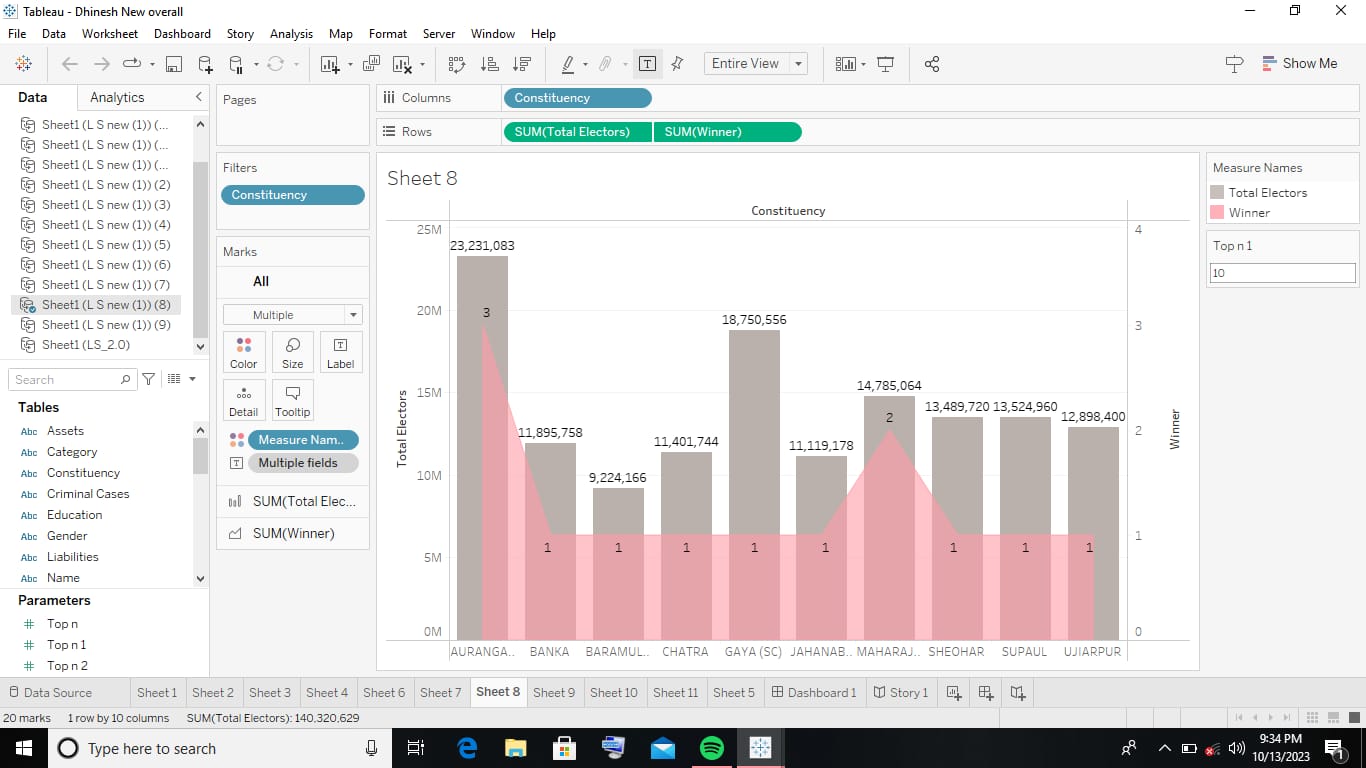 Tableau - Dhinesh New overall
File Data Worksheet Dashboard Story Analysis Map Format Server Window Help
Entire View
Show Me
Data Analytics
Sheet1 (L S new (1)) (...
Sheet1 (L S new (1)) (...
Sheet1 (L S new (1)) (...
Sheet1 (L S new (1)) (2)
Sheet1 (L S new (1)) (3)
Sheet1 (L S new (1)) (4)
Sheet1 (L S new (1)) (5)
Sheet1 (L S new (1)) (6)
Sheet1 (L S new (1)) (7)
Sheet1 (L S new (1)) (8)
Sheet1 (L S new (1)) (9)
Sheet1 (LS_2.0)
Search
Tables
Abc Assets
Abc Category
Abc Constituency
Abc Criminal Cases
Abc Education
Abc Gender
Abc Liabilities
Abc Name
Parameters
# Top n
# Top n 1
# Top n 2
Pages
Filters
Constituency
Marks
All
Multiple
Color Size Label
Detail Tooltip
Measure Nam..
Multiple fields
SUM(Total Elec...
SUM(Winner)
Columns Constituency
Rows SUM(Total Electors) SUM(Winner)
Sheet 8
Constituency
25M
20M
15M
10M
5M
0M
Total Electors
23,231,083
11,895,758
9,224,166
11,401,744
18,750,556
11,119,178
14,785,064
13,489,720
13,524,960
12,898,400
3
1
1
1
1
1
2
1
1
1
4
3
2
1
0
Winner
AURANGA.. BANKA BARAMUL.. CHATRA GAYA (SC) JAHANAB.. MAHARAJ.. SHEOHAR SUPAUL UJIARPUR
Measure Names
Total Electors
Winner
Top n 1
10
Data Source Sheet 1 Sheet 2 Sheet 3 Sheet 4 Sheet 6 Sheet 7 Sheet 8 Sheet 9 Sheet 10 Sheet 11 Sheet 5 Dashboard 1 Story 1
20 marks 1 row by 10 columns SUM(Total Electors): 140,320,629
Type here to search
9:34 PM
10/13/2023
1